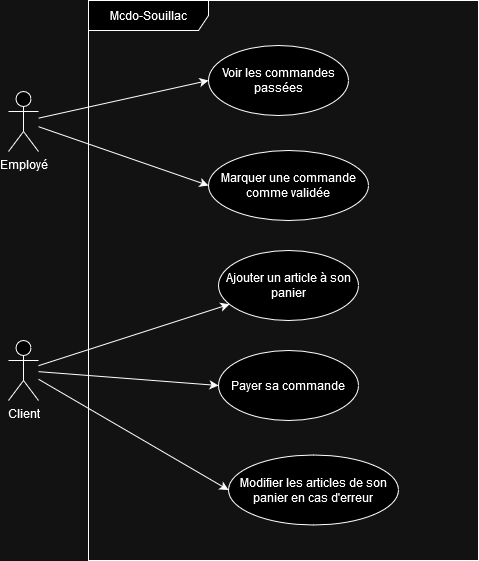 Mcdo-Souillac
Voir les commandes
passées
Employé
Marquer une commande
comme validée
Ajouter un article à son
panier
Payer sa commande
Client
Modifier les articles de son
panier en cas d'erreur